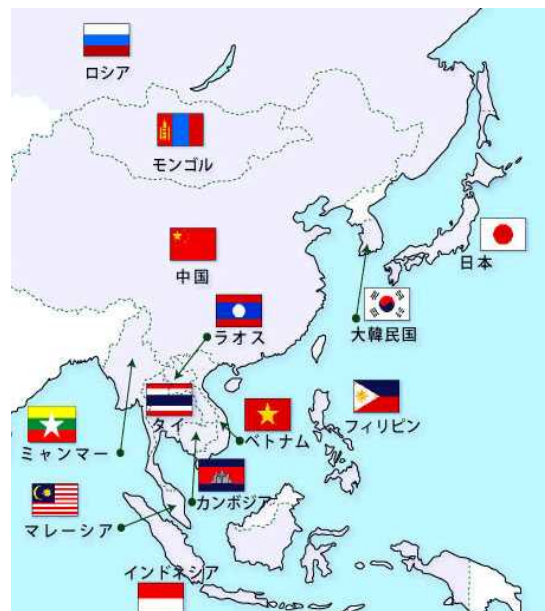 ロシア
モンゴル
中国
日本
大韓民国
ラオス
フィリピン
タイ
ベトナム
ミャンマー
カンボジア
マレーシア
インドネシア